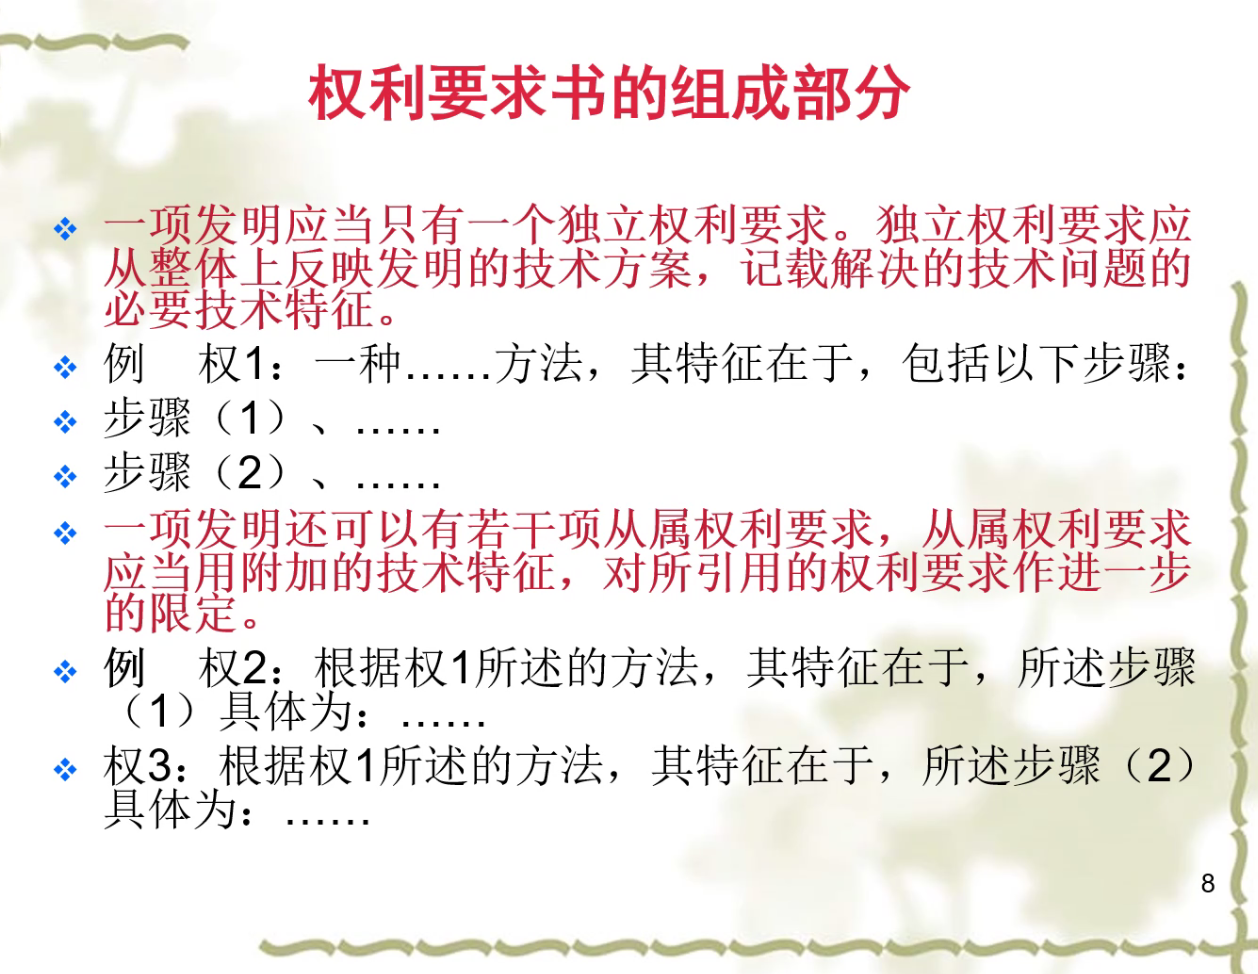 权利要求书的组成部分
一项发明应当只有一个独立权利要求。独立权利要求应
从整体上反映发明的技术方案，记载解决的技术问题的
必要技术特征。
例　权1：一种……方法，其特征在于，包括以下步骤：
步骤（1）、……
步骤（2）、……
一项发明还可以有若干项从属权利要求，从属权利要求
应当用附加的技术特征，对所引用的权利要求作进一步
的限定。
例　权2：根据权1所述的方法，其特征在于，所述步骤
（1）具体为：……
权3：根据权1所述的方法，其特征在于，所述步骤（2）
具体为：……
8